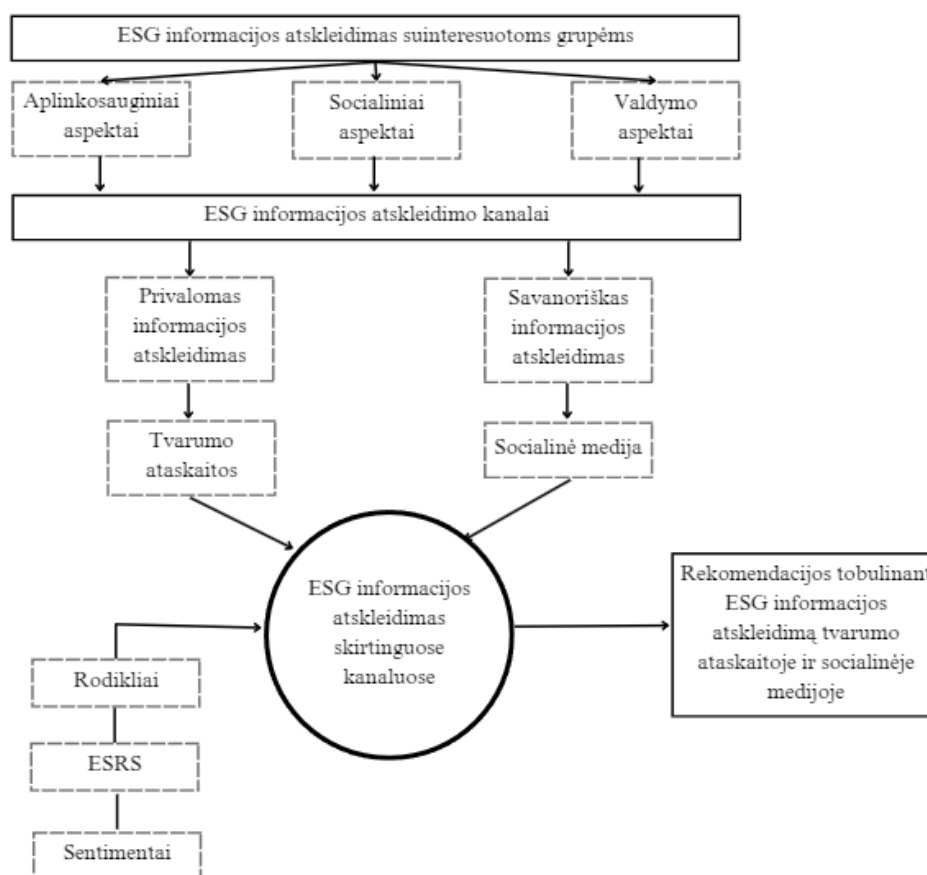 ESG informacijos atskleidimas suinteresuotoms grupėms
Aplinkosauginiai
aspektai
Socialiniai
aspektai
Valdymo
aspektai
ESG informacijos atskleidimo kanalai
Privalomas
informacijos
atskleidimas
Savanoriškas
informacijos
atskleidimas
Tvarumo
ataskaitos
Socialinė medija
ESG informacijos
atskleidimas
skirtinguose
kanaluose
Rekomendacijos tobulinant
ESG informacijos
atskleidimą tvarumo
ataskaitoje ir socialinėje
medijoje
Rodikliai
ESRS
Sentimentai